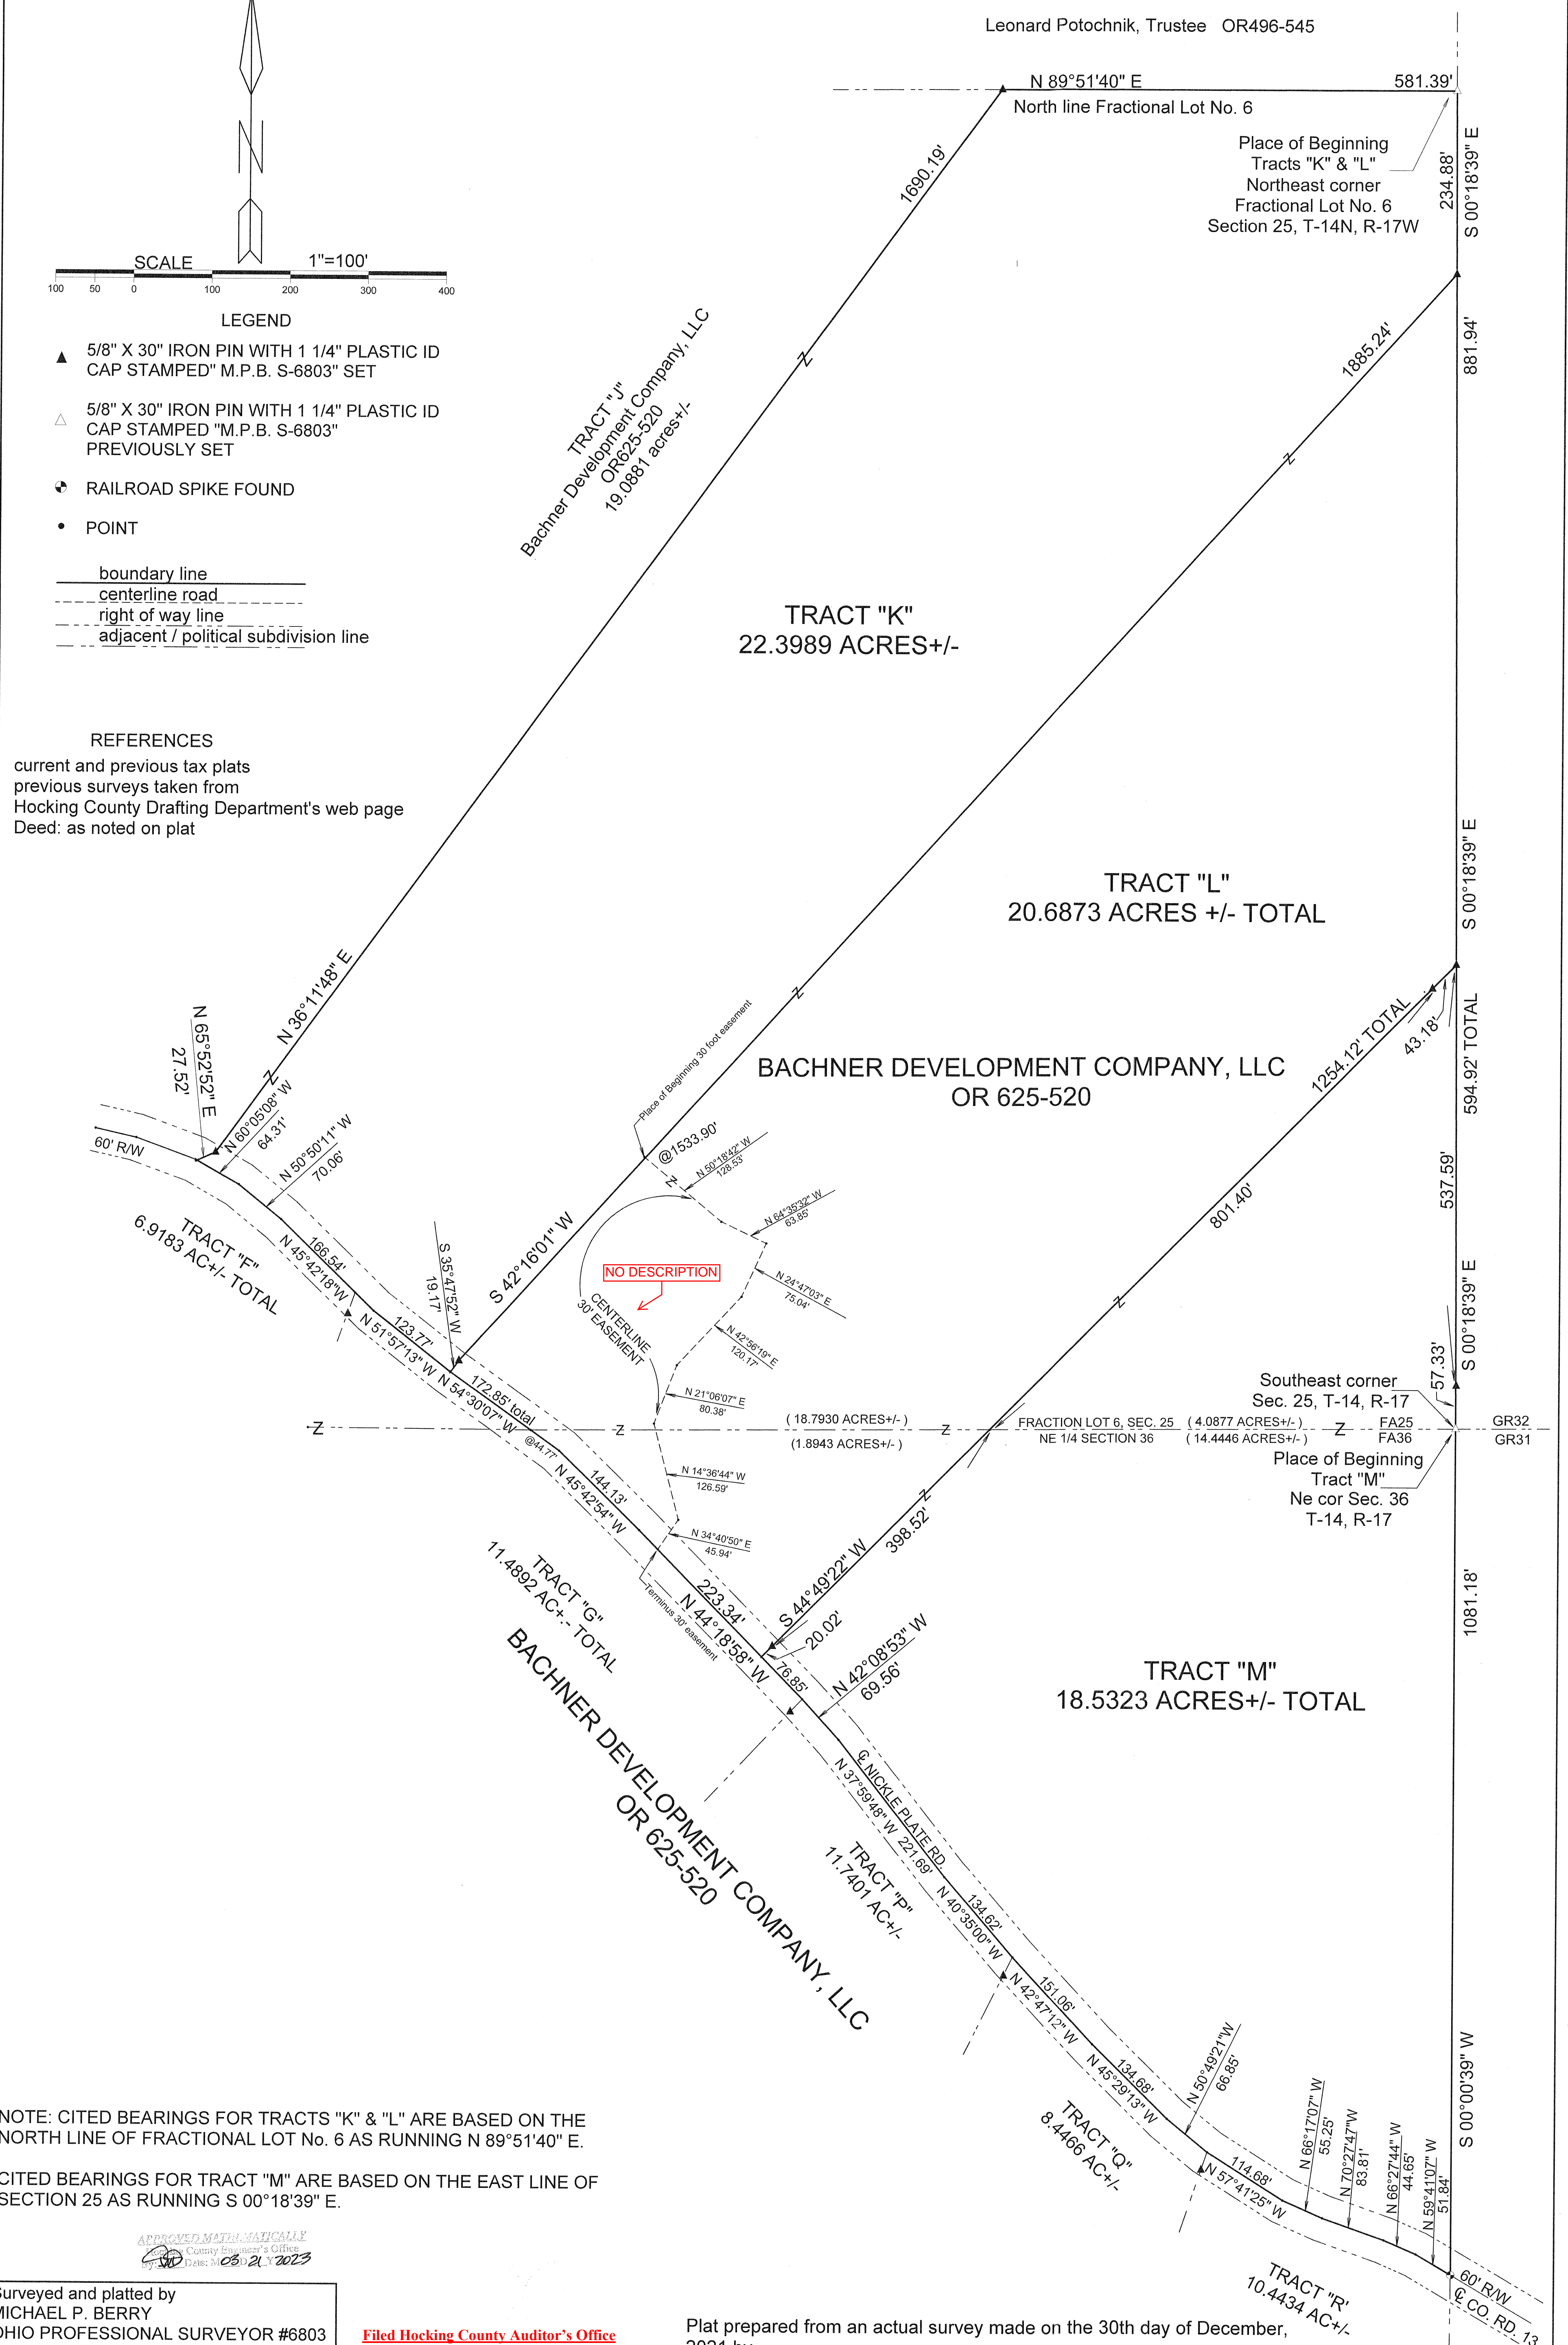 Leonard Potochnik, Trustee OR496-545
N 89°51'40" E
581.39'
North line Fractional Lot No. 6
Place of Beginning
Tracts "K" & "L"
Northeast corner
Fractional Lot No. 6
Section 25, T-14N, R-17W
234.88'
S 00°18'39" E
N
SCALE 1"=100'
100 50 0 100 200 300 400
LEGEND
5/8" X 30" IRON PIN WITH 1 1/4" PLASTIC ID
CAP STAMPED" M.P.B. S-6803" SET
5/8" X 30" IRON PIN WITH 1 1/4" PLASTIC ID
CAP STAMPED "M.P.B. S-6803"
PREVIOUSLY SET
RAILROAD SPIKE FOUND
POINT
boundary line
centerline road
right of way line
adjacent / political subdivision line
REFERENCES
current and previous tax plats
previous surveys taken from
Hocking County Drafting Department's web page
Deed: as noted on plat
1690.19'
TRACT "J"
Bachner Development Company, LLC
OR625-520
19.0881 acres+/-
1885.24'
881.94'
TRACT "K"
22.3989 ACRES+/-
S 00°18'39" E
TRACT "L"
20.6873 ACRES +/- TOTAL
N 36°11'48" E
N 65°52'52" E
27.52'
N 60°05'08" W
64.31'
N 50°50'11" W
70.06'
60' R/W
Place of Beginning 30 foot easement
BACHNER DEVELOPMENT COMPANY, LLC
OR 625-520
1254.12' TOTAL
43.18'
594.92' TOTAL
537.59'
801.40'
@1533.90'
N 50°18'42" W
128.53'
N 64°35'32" W
63.85'
N 24°47'03" E
75.04'
N 42°56'19" E
120.17'
N 21°06'07" E
80.38'
N 14°36'44" W
126.59'
N 34°40'50" E
45.94'
NO DESCRIPTION
CENTERLINE
30' EASEMENT
S 42°16'01" W
S 35°47'52" W
19.17'
TRACT "F"
6.9183 AC+/- TOTAL
166.54'
N 45°42'18"W
123.77'
N 51°57'13" W
172.85' total
N 54°30'07" W
@44.77'
144.13'
N 45°42'54" W
( 18.7930 ACRES+/- )
(1.8943 ACRES+/- )
FRACTION LOT 6, SEC. 25 ( 4.0877 ACRES+/- ) FA25 GR32
NE 1/4 SECTION 36 ( 14.4446 ACRES+/- ) FA36 GR31
S 00°18'39" E
57.33'
Southeast corner
Sec. 25, T-14, R-17
Place of Beginning
Tract "M"
Ne cor Sec. 36
T-14, R-17
398.52'
S 44°49'22" W
20.02'
TRACT "G"
11.4892 AC+.- TOTAL
Terminus 30' easement
223.34'
N 44°18'58" W
76.85'
N 42°08'53" W
69.56'
1081.18'
TRACT "M"
18.5323 ACRES+/- TOTAL
BACHNER DEVELOPMENT COMPANY, LLC
OR 625-520
℄ NICKLE PLATE RD.
N 37°59'48" W 221.69'
TRACT "P"
11.7401 AC+/-
134.62'
N 40°35'00" W
151.06'
N 42°47'12" W
134.68'
N 45°29'13" W
N 50°49'21"W
66.85'
TRACT "Q"
8.4466 AC+/-
114.68'
N 57°41'25" W
N 66°17'07" W
55.25'
N 70°27'47"W
83.81'
N 66°27'44" W
44.65'
N 59°41'07" W
51.84'
S 00°00'39" W
60' R/W
℄ CO. RD. 13
TRACT "R'
10.4434 AC+/-
NOTE: CITED BEARINGS FOR TRACTS "K" & "L" ARE BASED ON THE
NORTH LINE OF FRACTIONAL LOT No. 6 AS RUNNING N 89°51'40" E.
CITED BEARINGS FOR TRACT "M" ARE BASED ON THE EAST LINE OF
SECTION 25 AS RUNNING S 00°18'39" E.
APPROVED MATHEMATICALLY
Hocking County Engineer's Office
By: Date: 03 21 2023
Surveyed and platted by
MICHAEL P. BERRY
OHIO PROFESSIONAL SURVEYOR #6803
Filed Hocking County Auditor's Office
Plat prepared from an actual survey made on the 30th day of December,